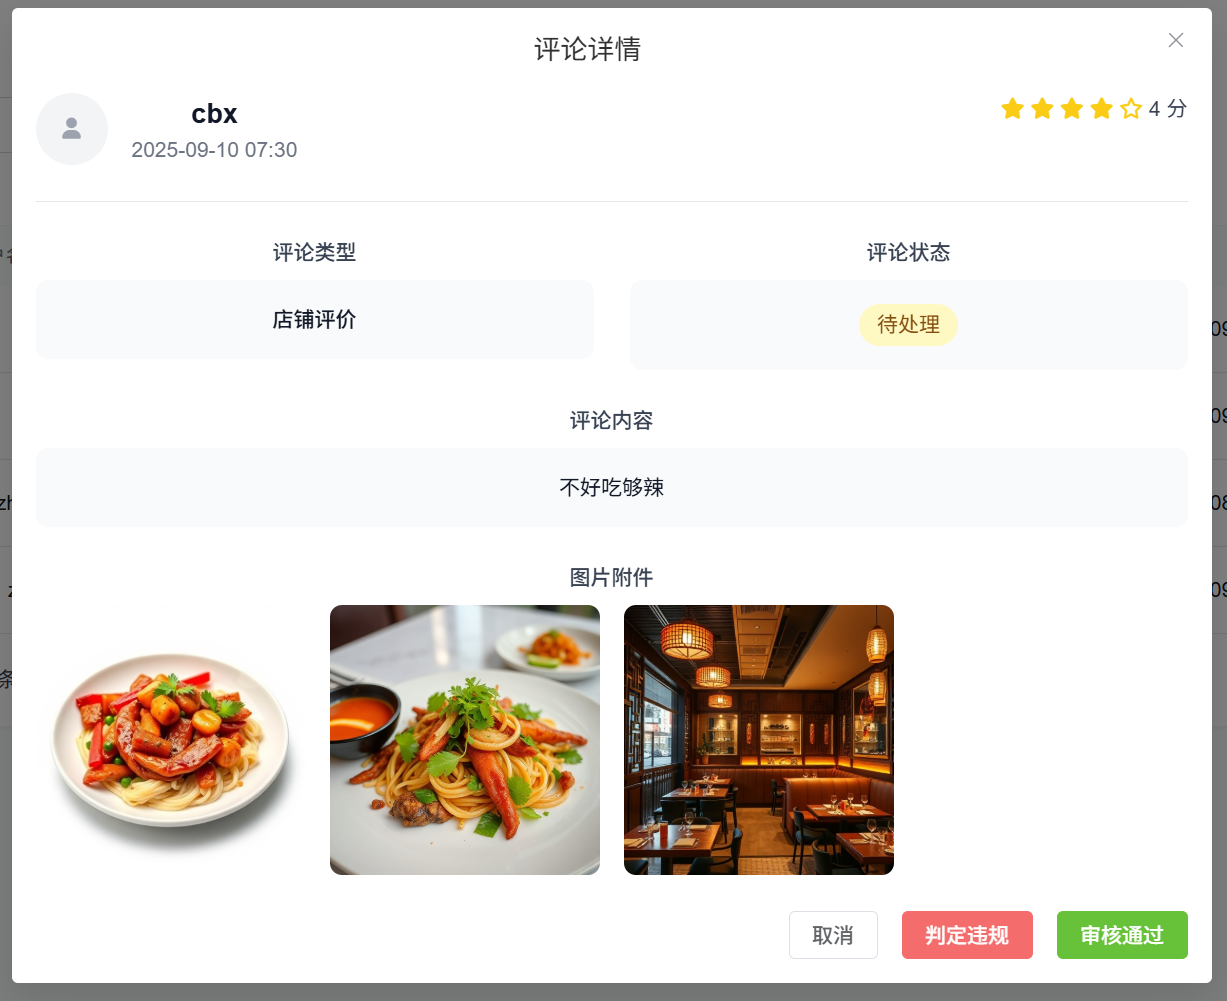 评论详情
cbx
2025-09-10 07:30
4 分
评论类型
评论状态
店铺评价
待处理
评论内容
不好吃够辣
图片附件
取消
判定违规
审核通过